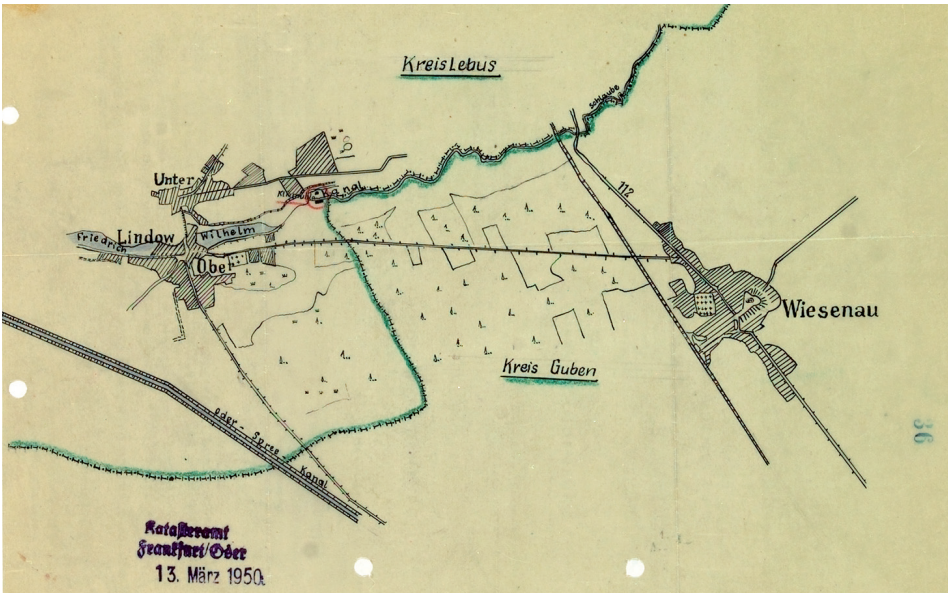 Kreis Lebus
Schlaube
Unter
Kanal
112
Friedrich
Lindow
Wilhelm
Ober
Wiesenau
Kreis Guben
Oder - Spree - Kanal
36
Katasteramt
Frankfurt/Oder
13. März 1950.